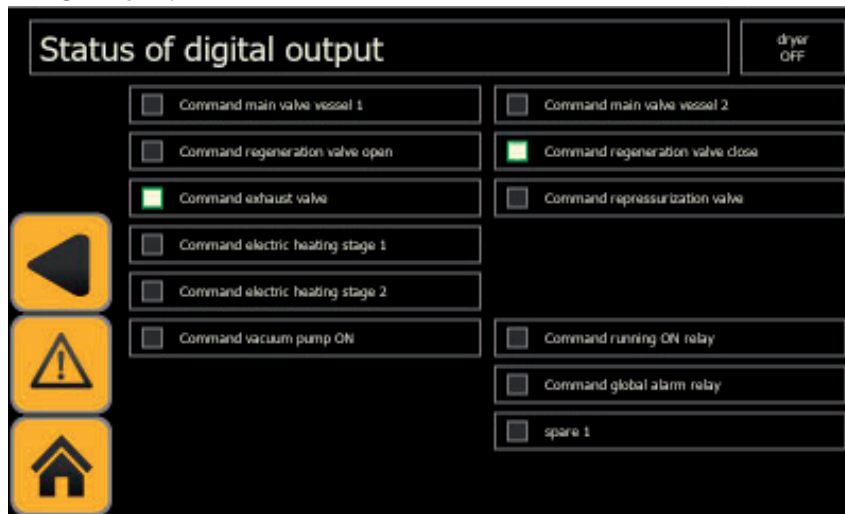 Status of digital output
dryer
OFF
Command main valve vessel 1
Command main valve vessel 2
Command regeneration valve open
Command regeneration valve close
Command exhaust valve
Command repressurization valve
Command electric heating stage 1
Command electric heating stage 2
Command vacuum pump ON
Command running ON relay
Command global alarm relay
spare 1